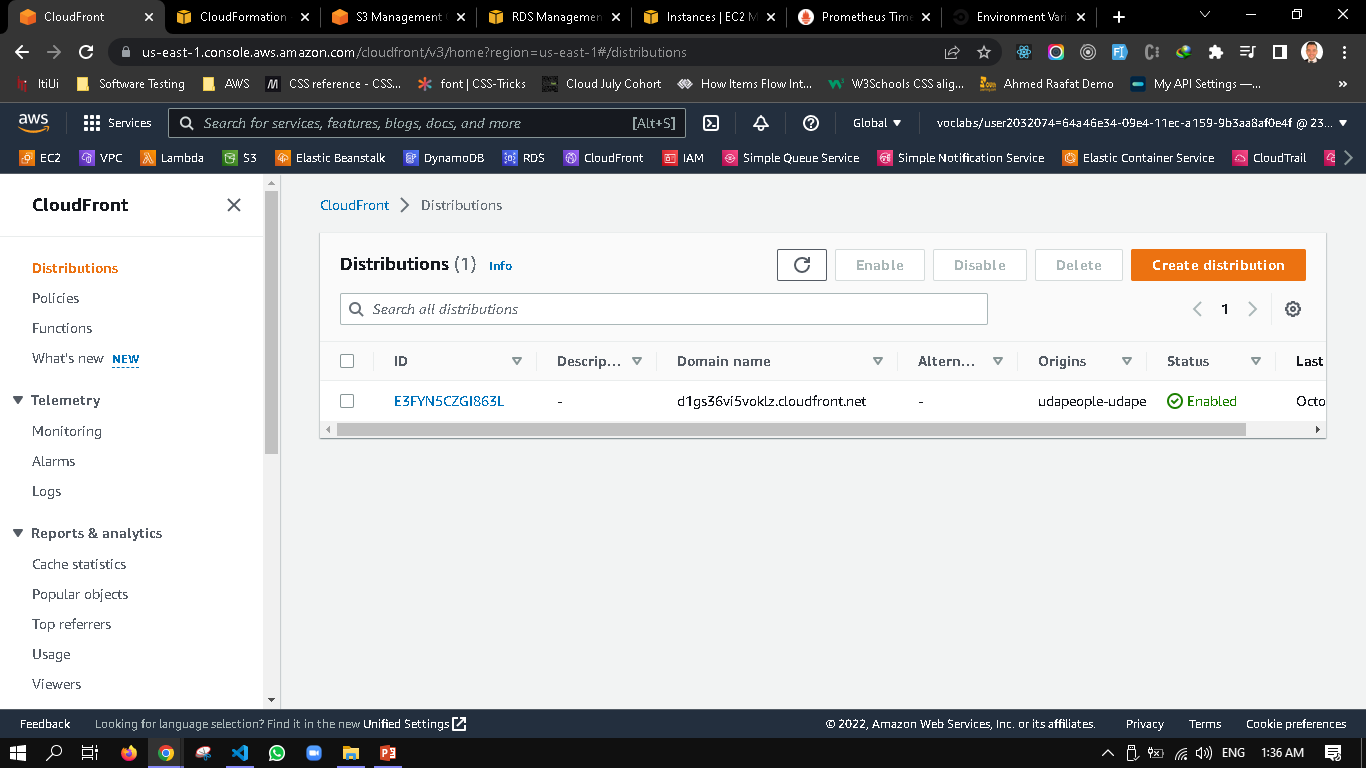 CloudFront
CloudFormation
S3 Management
RDS Managemen
Instances | EC2 M
Prometheus Time
Environment Vari
us-east-1.console.aws.amazon.com/cloudfront/v3/home?region=us-east-1#/distributions
ItiUi
Software Testing
AWS
CSS reference - CSS...
font | CSS-Tricks
Cloud July Cohort
How Items Flow Int...
W3Schools CSS alig...
Ahmed Raafat Demo
My API Settings —...
aws
Services
Search for services, features, blogs, docs, and more
[Alt+S]
Global
voclabs/user2032074=64a46e34-09e4-11ec-a159-9b3aa8af0e4f @ 23...
EC2
VPC
Lambda
S3
Elastic Beanstalk
DynamoDB
RDS
CloudFront
IAM
Simple Queue Service
Simple Notification Service
Elastic Container Service
CloudTrail
CloudFront
Distributions
Policies
Functions
What's new NEW
Telemetry
Monitoring
Alarms
Logs
Reports & analytics
Cache statistics
Popular objects
Top referrers
Usage
Viewers
CloudFront > Distributions
Distributions (1) Info
Enable
Disable
Delete
Create distribution
Search all distributions
1
ID
Descrip...
Domain name
Altern...
Origins
Status
Last
E3FYN5CZGI863L
-
d1gs36vi5voklz.cloudfront.net
-
udapeople-udape
Enabled
Octo
Feedback
Looking for language selection? Find it in the new Unified Settings
© 2022, Amazon Web Services, Inc. or its affiliates.
Privacy
Terms
Cookie preferences
ENG
1:36 AM